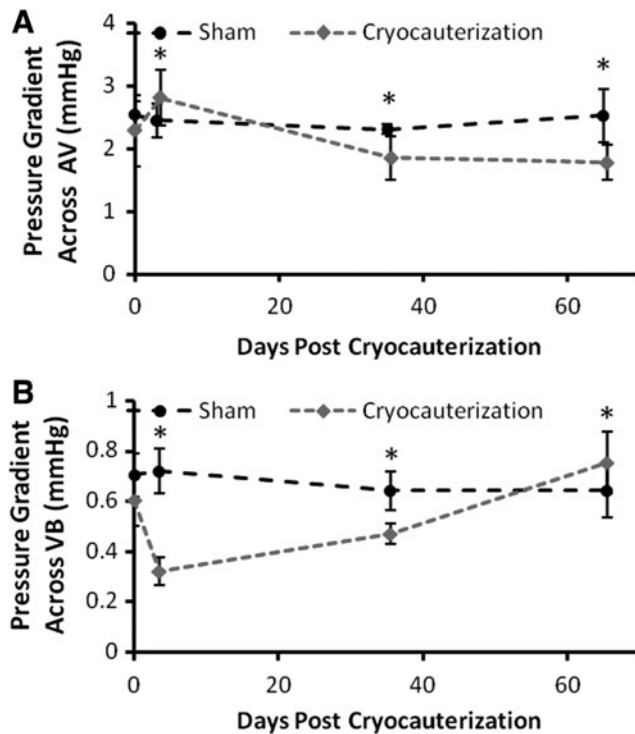 A
Sham Cryocauterization
Pressure Gradient
Across AV (mmHg)
4
3
2
1
0
* * *
0 20 40 60
Days Post Cryocauterization
B
Sham Cryocauterization
Pressure Gradient
Across VB (mmHg)
1
0.8
0.6
0.4
0.2
0
* * *
0 20 40 60
Days Post Cryocauterization